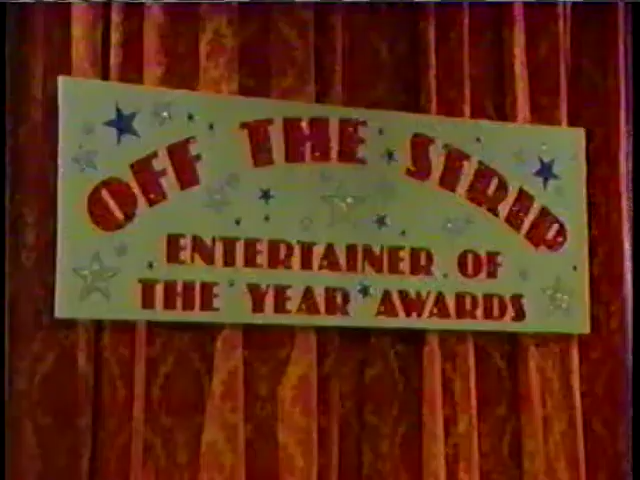 OFF THE STRIP
ENTERTAINER OF
THE YEAR AWARDS